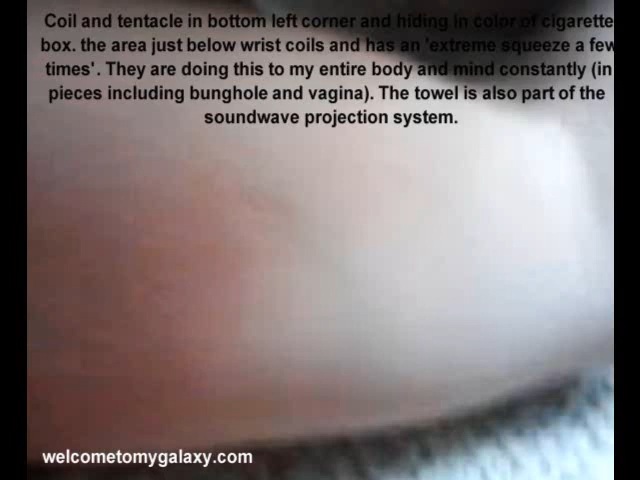 Coil and tentacle in bottom left corner and hiding in color of cigarette
box. the area just below wrist coils and has an 'extreme squeeze a few
times'. They are doing this to my entire body and mind constantly (in
pieces including bunghole and vagina). The towel is also part of the
soundwave projection system.
welcometomygalaxy.com